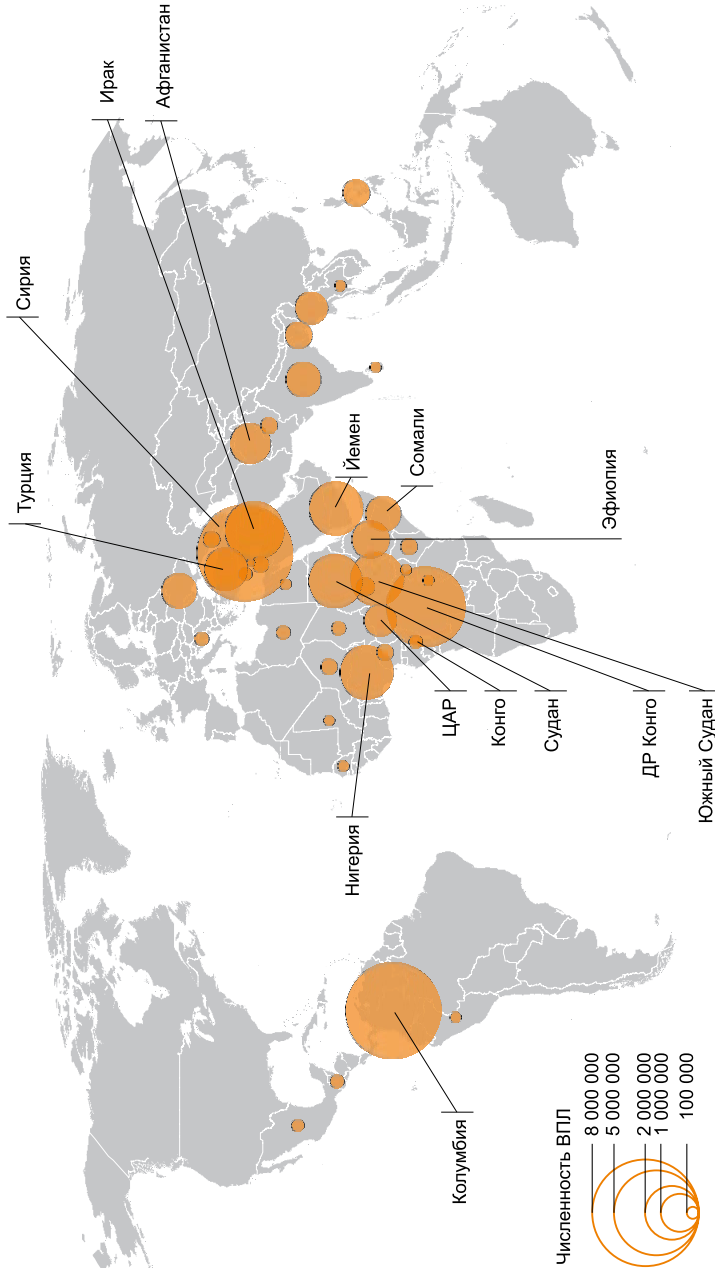 Ирак
Афганистан
Сирия
Турция
Йемен
Сомали
Эфиопия
ЦАР
Конго
Судан
ДР Конго
Южный Судан
Нигерия
Колумбия
Численность ВПЛ
8 000 000
5 000 000
2 000 000
1 000 000
100 000